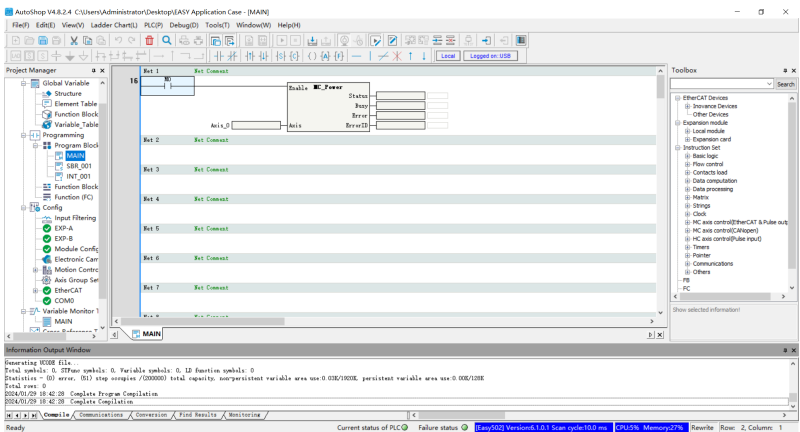 AutoShop V4.8.2.4 C:\Users\Administrator\Desktop\EASY Application Case - [MAIN]
File(F) Edit(E) View(V) Ladder Chart(L) PLC(P) Debug(D) Tools(T) Window(W) Help(H)
Local
Logged on: USB
Project Manager
Global Variable
Structure
Element Table
Function Block
Variable_Table
Programming
Program Block
MAIN
SBR_001
INT_001
Function Block
Function (FC)
Config
Input Filtering
EXP-A
EXP-B
Module Config
Electronic Cam
Motion Contro
Axis Group Set
EtherCAT
COM0
Variable Monitor T
MAIN
Cross Reference T
16
Net 1 Net Comment
M0
Enable MC_Power
Status
Busy
Error
Axis_0 Axis ErrorID
Net 2 Net Comment
Net 3 Net Comment
Net 4 Net Comment
Net 5 Net Comment
Net 6 Net Comment
Net 7 Net Comment
Net 8 Net Comment
MAIN
Toolbox
Search
EtherCAT Devices
Inovance Devices
Other Devices
Expansion module
Local module
Expansion card
Instruction Set
Basic logic
Flow control
Contacts load
Data computation
Data processing
Matrix
Strings
Clock
MC axis control(EtherCAT & Pulse outp
MC axis control(CANopen)
HC axis control(Pulse input)
Timers
Pointer
Communications
Others
FB
FC
Show selected information!
Information Output Window
Generating UCODE file...
Total symbols: 0, STFunc symbols: 0, Variable symbols: 0, LD function symbols: 0
Statistics - (0) error, (51) step occupies /(200000) total capacity, non-persistent variable area use:0.03K/1920K, persistent variable area use:0.00K/128K
Total rows: 0
2024/01/29 18:42:28 Complete Program Compilation
2024/01/29 18:42:28 Complete Compilation
Compile Communications Conversion Find Results Monitoring
Ready
Current status of PLC Failure status [Easy502] Version:6.1.0.1 Scan cycle:10.0 ms CPU:5% Memory:27% Rewrite Row: 2, Column: 1